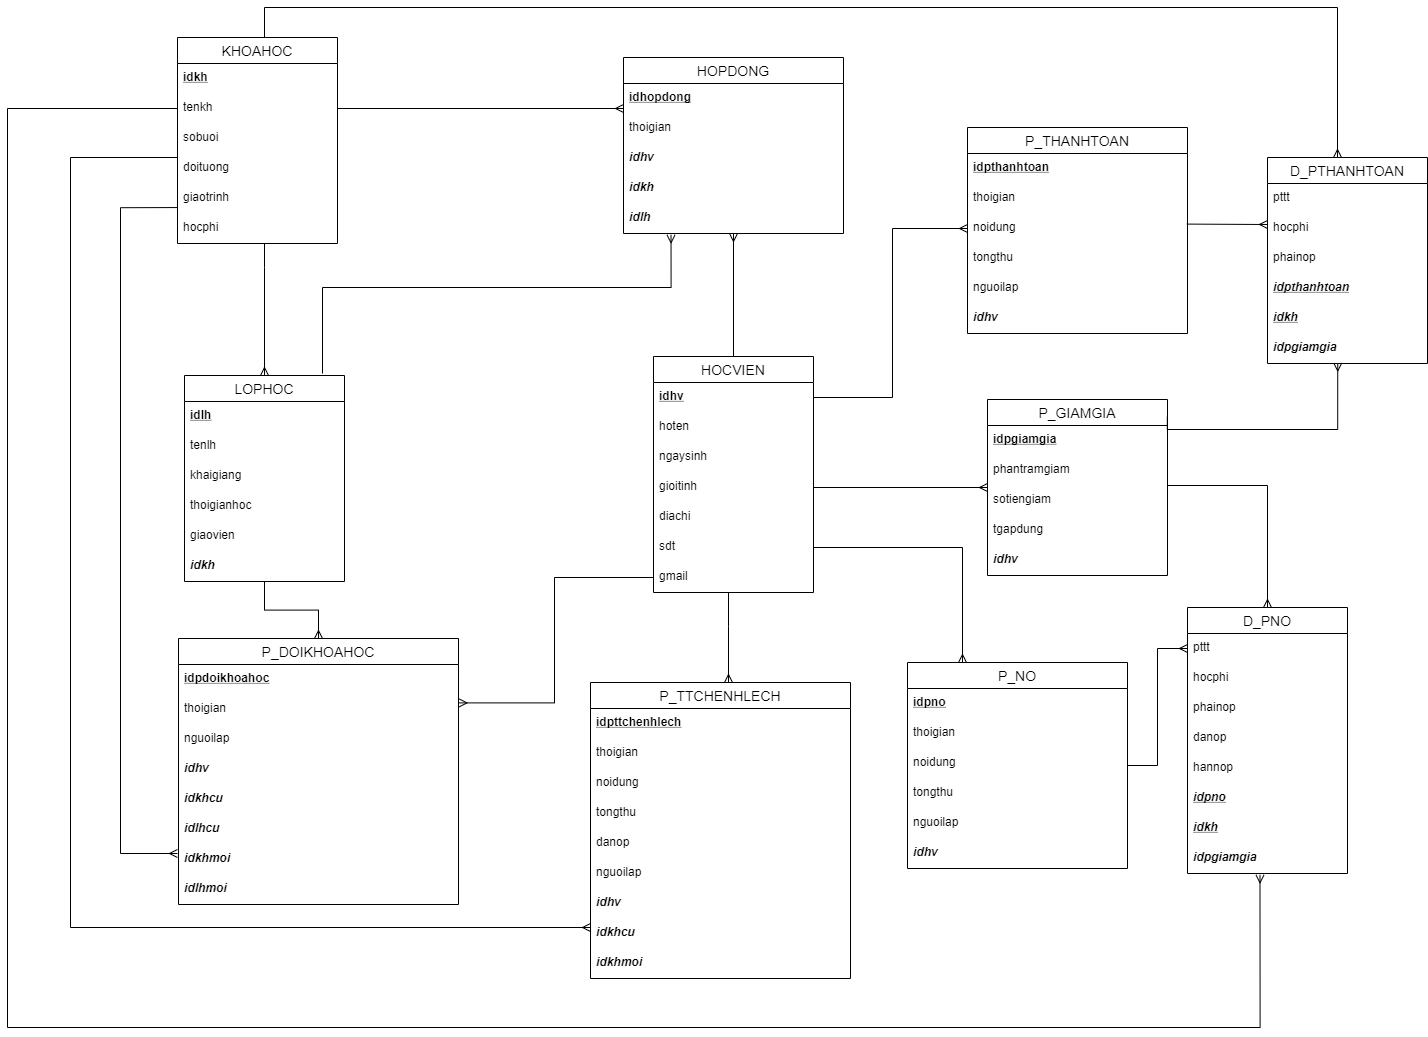 KHOAHOC
idkh
tenkh
sobuoi
doituong
giaotrinh
hocphi
HOPDONG
idhopdong
thoigian
idhv
idkh
idlh
P_THANHTOAN
idpthanhtoan
thoigian
noidung
tongthu
nguoilap
idhv
D_PTHANHTOAN
pttt
hocphi
phainop
idpthanhtoan
idkh
idpgiamgia
LOPHOC
idlh
tenlh
khaigiang
thoigianhoc
giaovien
idkh
HOCVIEN
idhv
hoten
ngaysinh
gioitinh
diachi
sdt
gmail
P_GIAMGIA
idpgiamgia
phantramgiam
sotiengiam
tgapdung
idhv
P_DOIKHOAHOC
idpdoikhoahoc
thoigian
nguoilap
idhv
idkhcu
idlhcu
idkhmoi
idlhmoi
P_TTCHENHLECH
idpttchenhlech
thoigian
noidung
tongthu
danop
nguoilap
idhv
idkhcu
idkhmoi
P_NO
idpno
thoigian
noidung
tongthu
nguoilap
idhv
D_PNO
pttt
hocphi
phainop
danop
hannop
idpno
idkh
idpgiamgia